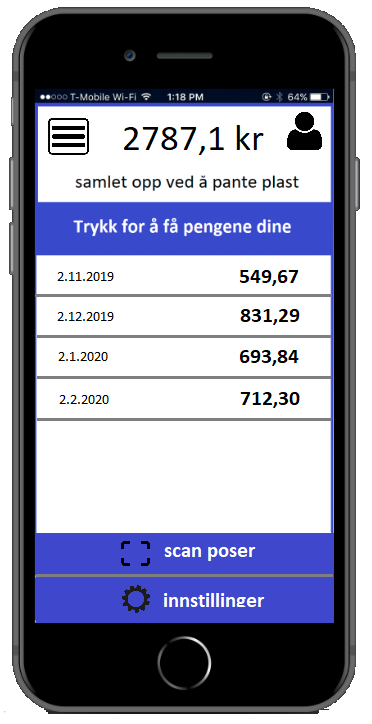 T-Mobile Wi-Fi 1:18 PM 64%
2787,1 kr
samlet opp ved å pante plast
Trykk for å få pengene dine
2.11.2019 549,67
2.12.2019 831,29
2.1.2020 693,84
2.2.2020 712,30
scan poser
innstillinger